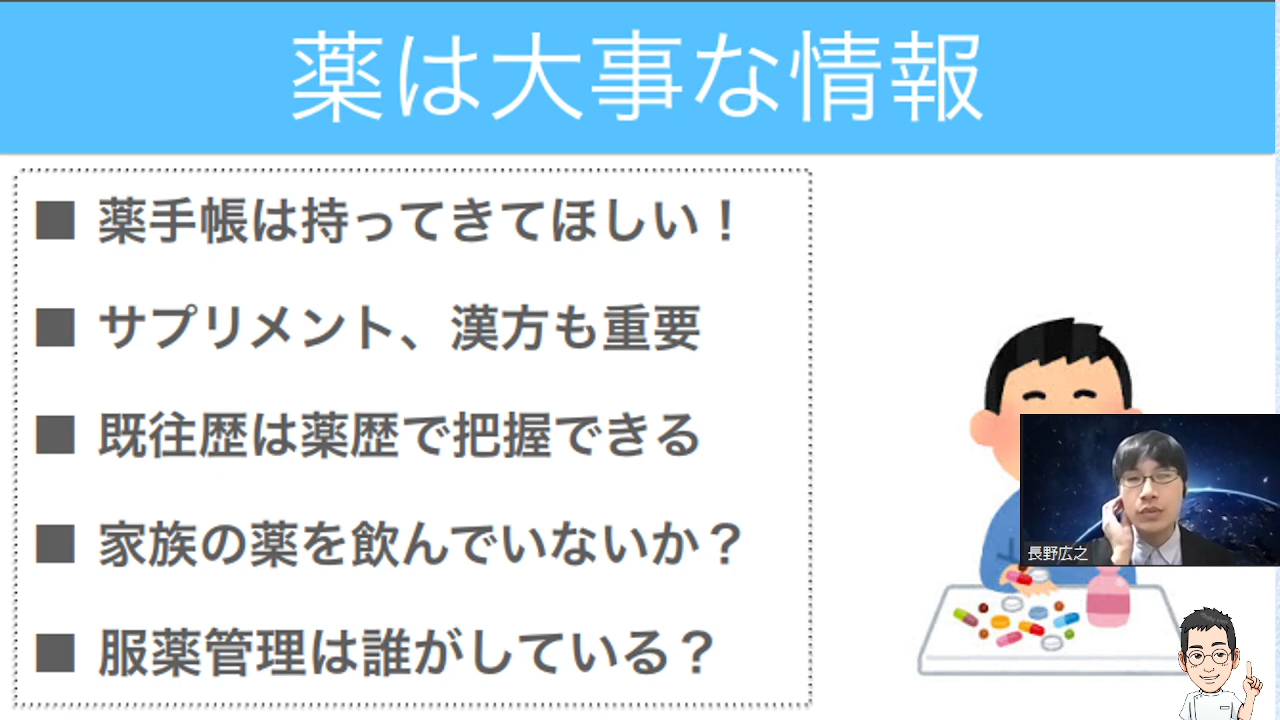 薬は大事な情報
■ 薬手帳は持ってきてほしい！
■ サプリメント、漢方も重要
■ 既往歴は薬歴で把握できる
■ 家族の薬を飲んでいないか？
■ 服薬管理は誰がしている？
長野広之